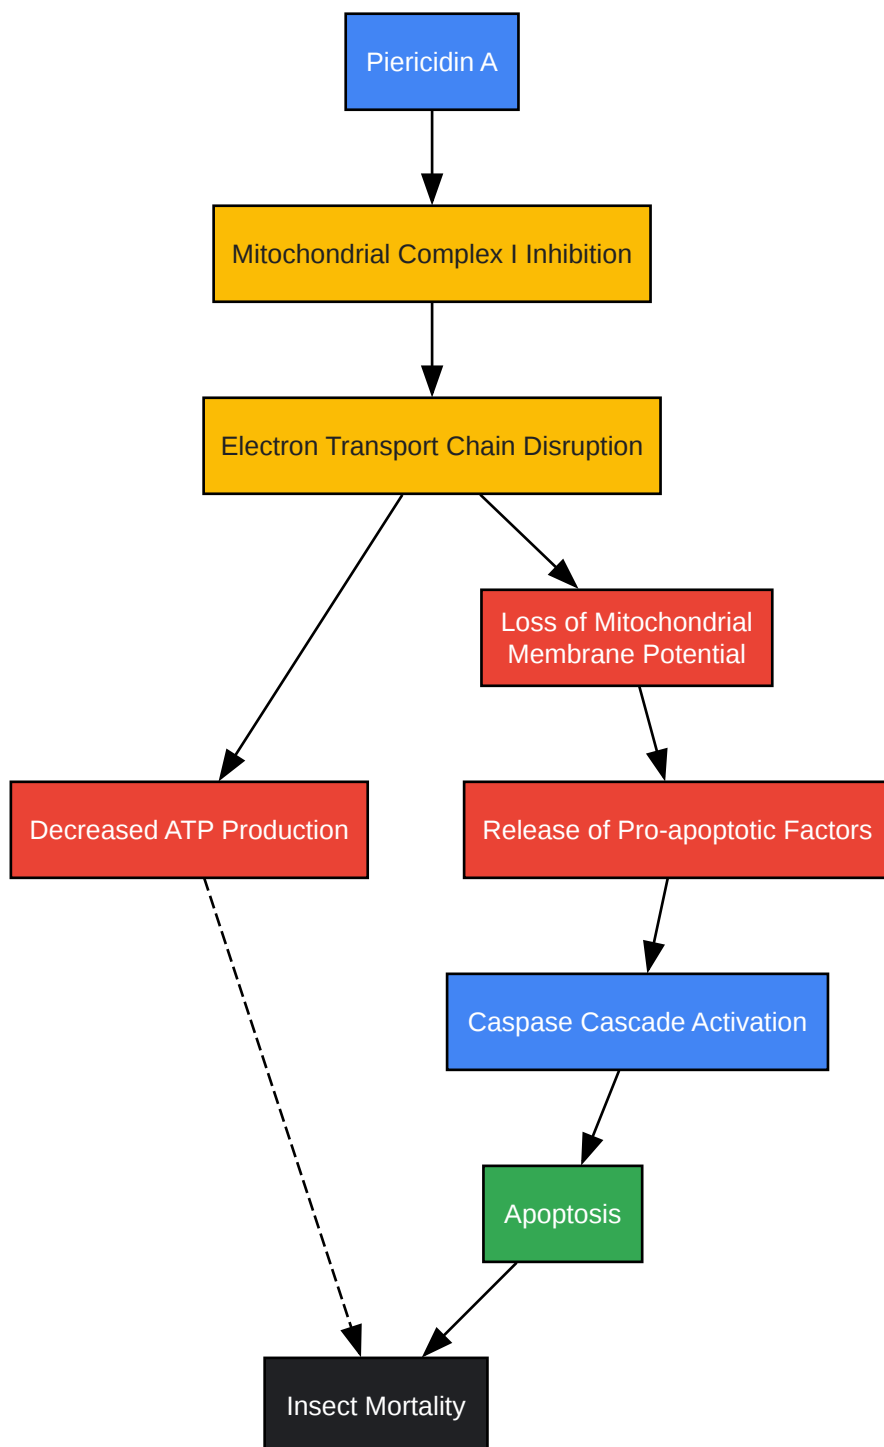 Piericidin A
Mitochondrial Complex I Inhibition
Electron Transport Chain Disruption
Loss of Mitochondrial
Membrane Potential
Decreased ATP Production
Release of Pro-apoptotic Factors
Caspase Cascade Activation
Apoptosis
Insect Mortality